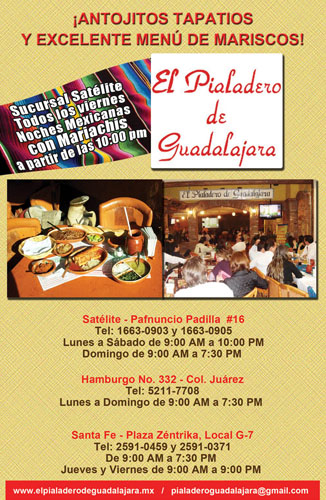 ¡ANTOJITOS TAPATIOS
Y EXCELENTE MENÚ DE MARISCOS!
Sucursal Satélite
Todos los viernes
Noches Mexicanas
con Mariachis
a partir de las 10:00 pm
El Pialadero
de
Guadalajara
El Pialadero de Guadalajara
Satélite - Pafnuncio Padilla #16
Tel: 1663-0903 y 1663-0905
Lunes a Sábado de 9:00 AM a 10:00 PM
Domingo de 9:00 AM a 7:30 PM
Hamburgo No. 332 - Col. Juárez
Tel: 5211-7708
Lunes a Domingo de 9:00 AM a 7:30 PM
Santa Fe - Plaza Zéntrika, Local G-7
Tel: 2591-0459 y 2591-0371
De 9:00 AM a 7:30 PM
Jueves y Viernes de 9:00 AM a 9:00 PM
www.elpialaderodeguadalajara.mx / pialaderoguadalajara@gmail.com